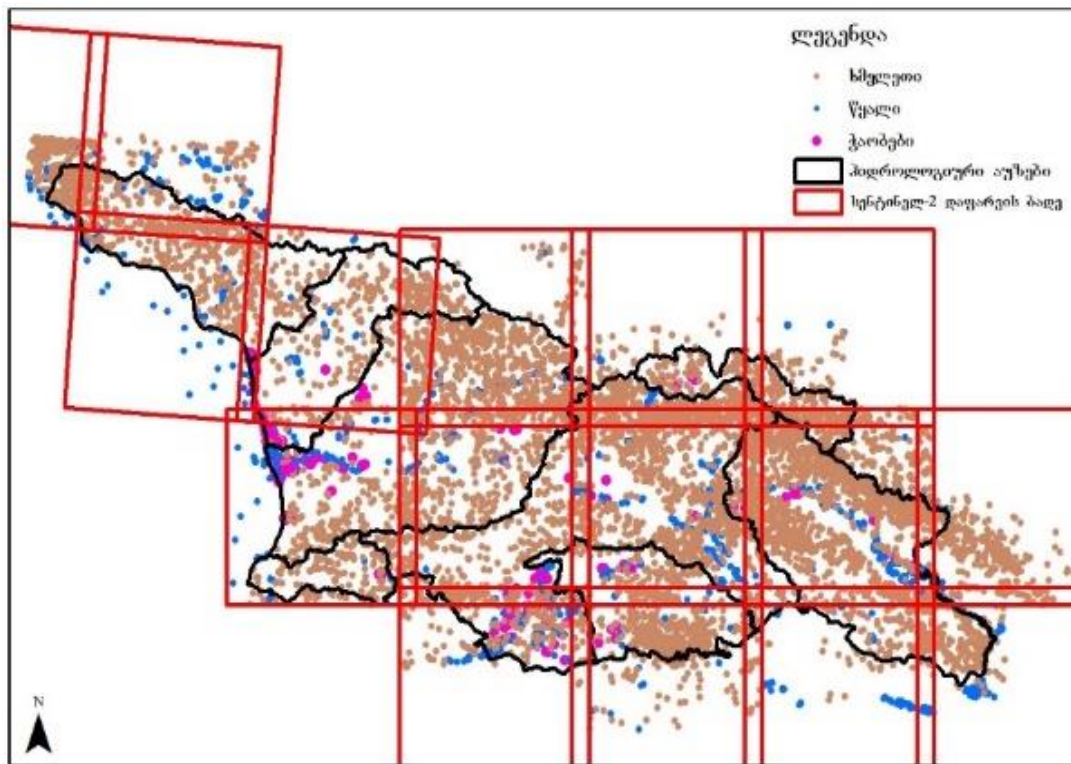 ლეგენდა
ხმელეთი
წყალი
ჭაობები
ჰიდროლოგიური აუზები
სენტინელ-2 დაფარვის ბადე
N